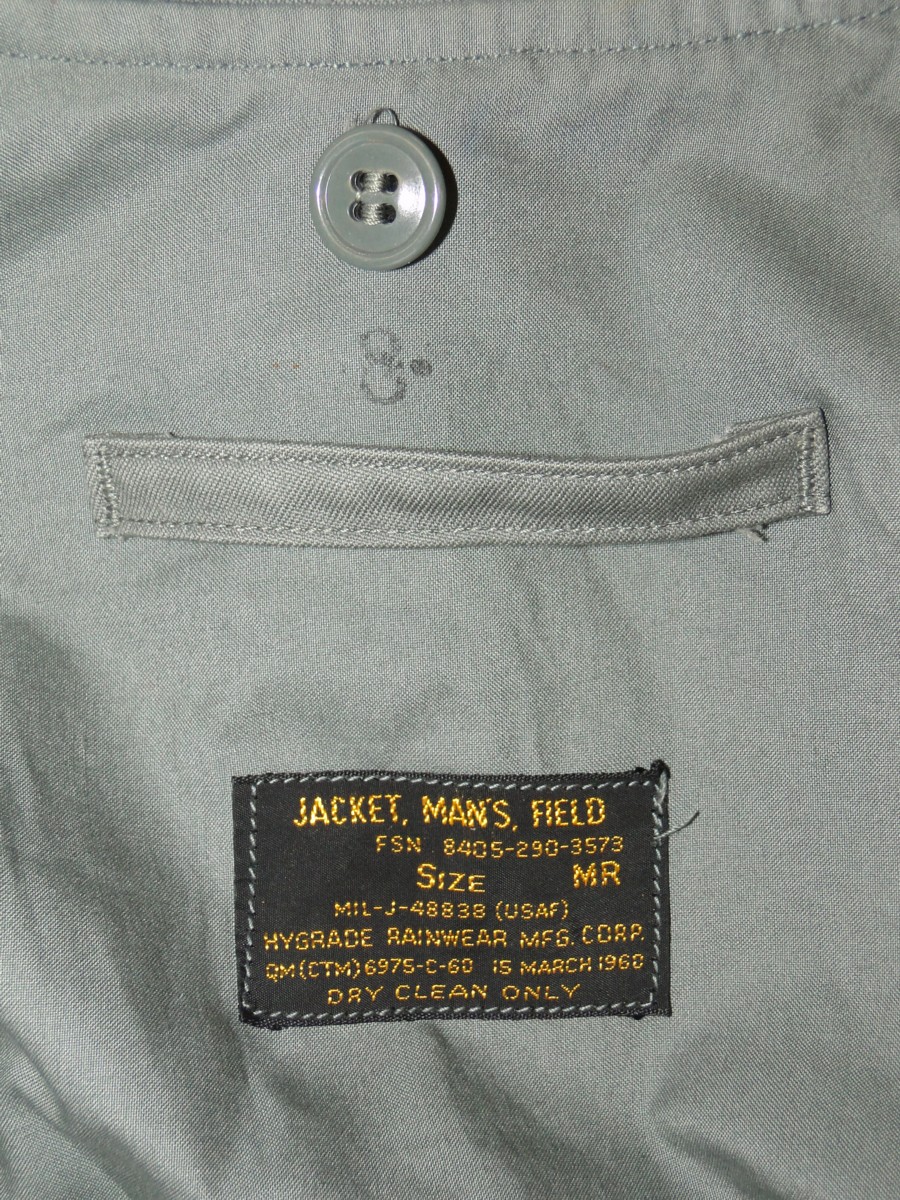 8.
JACKET, MAN'S, FIELD
FSN 8405-290-3573
SIZE MR
MIL-J-4883B (USAF)
HYGRADE RAINWEAR MFG. CORP.
QM(CTM)6975-C-60 15 MARCH 1960
DRY CLEAN ONLY